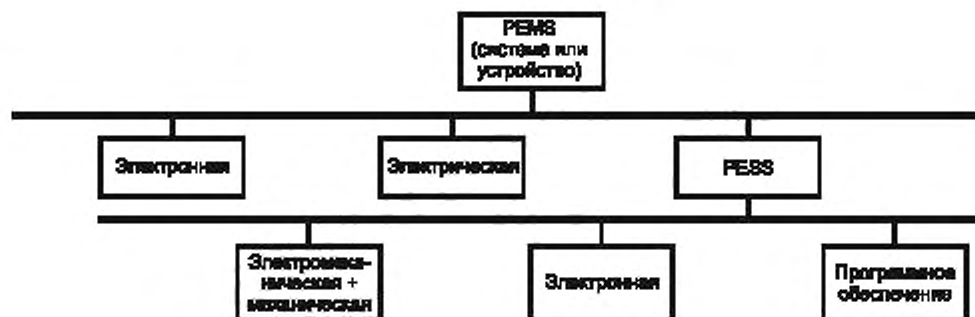 PEMS
(система или
устройство)
Электронная
Электрическая
PESS
Электромеха-
ническая +
механическая
Электронная
Программное
обеспечение